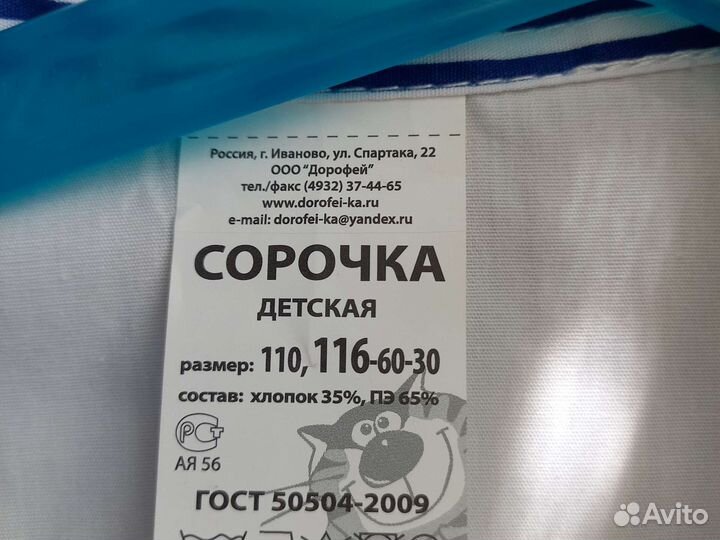 Россия, г. Иваново, ул. Спартака, 22
ООО "Дорофей"
тел./факс (4932) 37-44-65
www.dorofei-ka.ru
e-mail: dorofei-ka@yandex.ru
СОРОЧКА
ДЕТСКАЯ
размер: 110, 116-60-30
состав: хлопок 35%, ПЭ 65%
РСТ
АЯ 56
ГОСТ 50504-2009
Avito